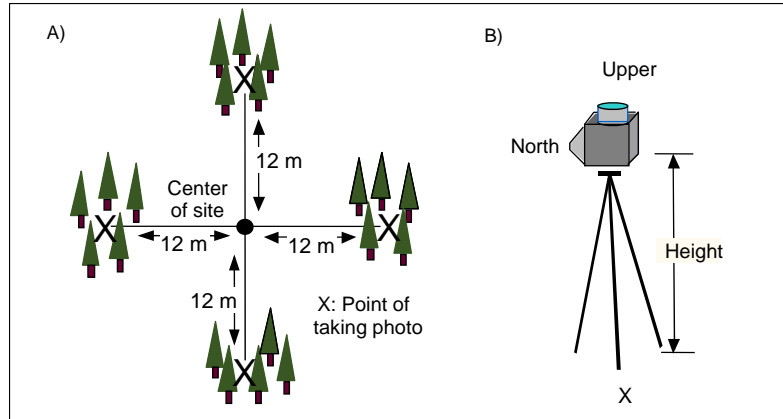 A)
X
12 m
Center
of site
X
X
12 m
12 m
12 m
X: Point of
taking photo
X
B)
Upper
North
Height
X